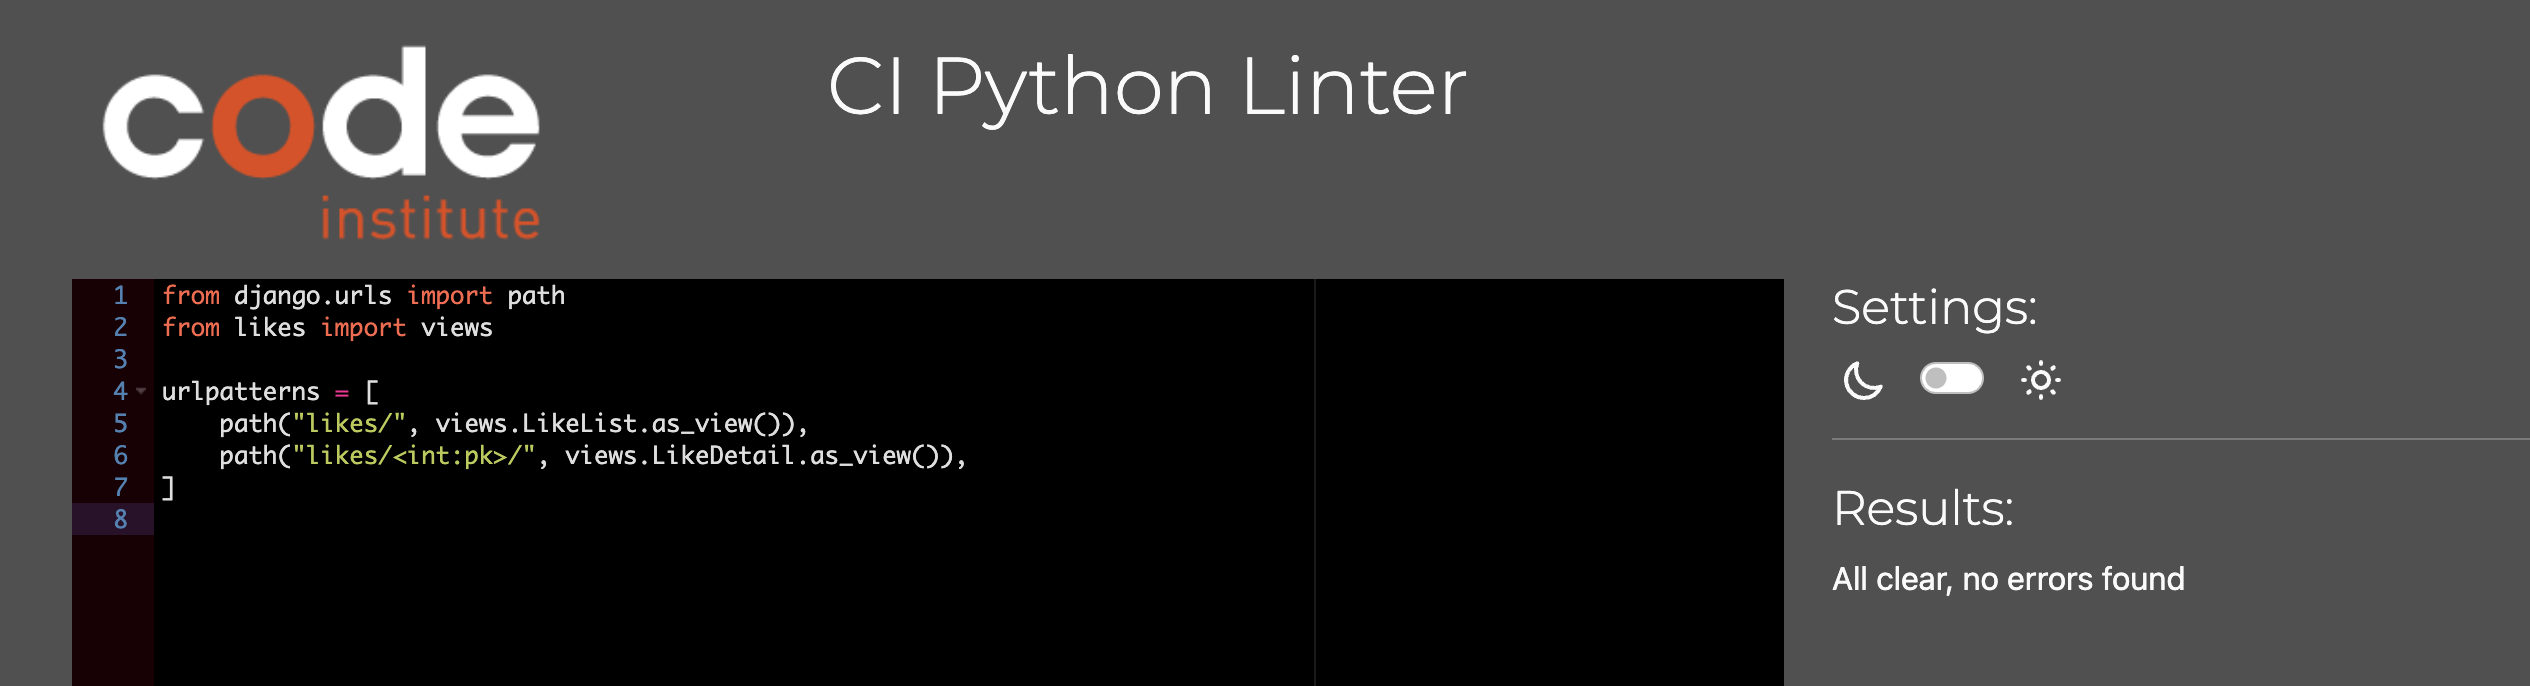 code
institute
CI Python Linter
1 from django.urls import path
2 from likes import views
3
4 urlpatterns = [
5     path("likes/", views.LikeList.as_view()),
6     path("likes/<int:pk>/", views.LikeDetail.as_view()),
7 ]
8
Settings:
Results:
All clear, no errors found